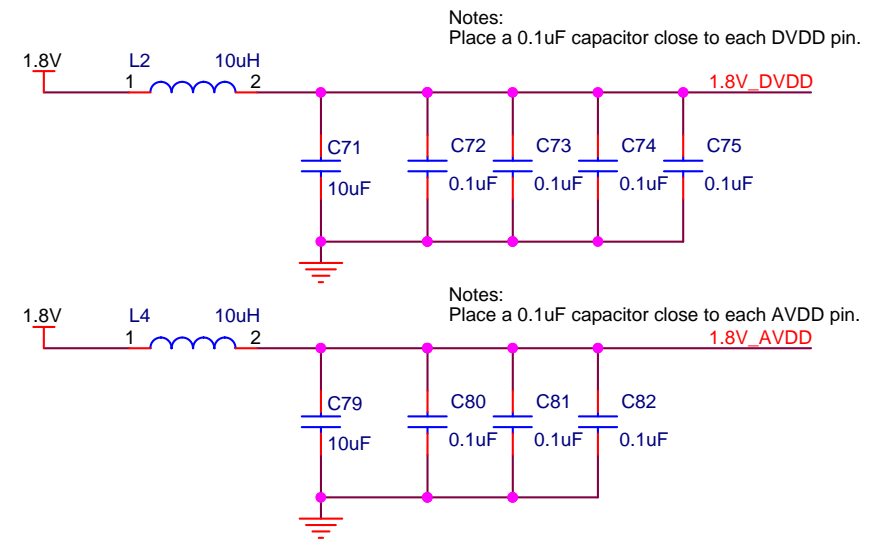 Notes:
Place a 0.1uF capacitor close to each DVDD pin.
1.8V L2 10uH
1 2 1.8V_DVDD
C71 C72 C73 C74 C75
10uF 0.1uF 0.1uF 0.1uF 0.1uF
Notes:
Place a 0.1uF capacitor close to each AVDD pin.
1.8V L4 10uH
1 2 1.8V_AVDD
C79 C80 C81 C82
10uF 0.1uF 0.1uF 0.1uF